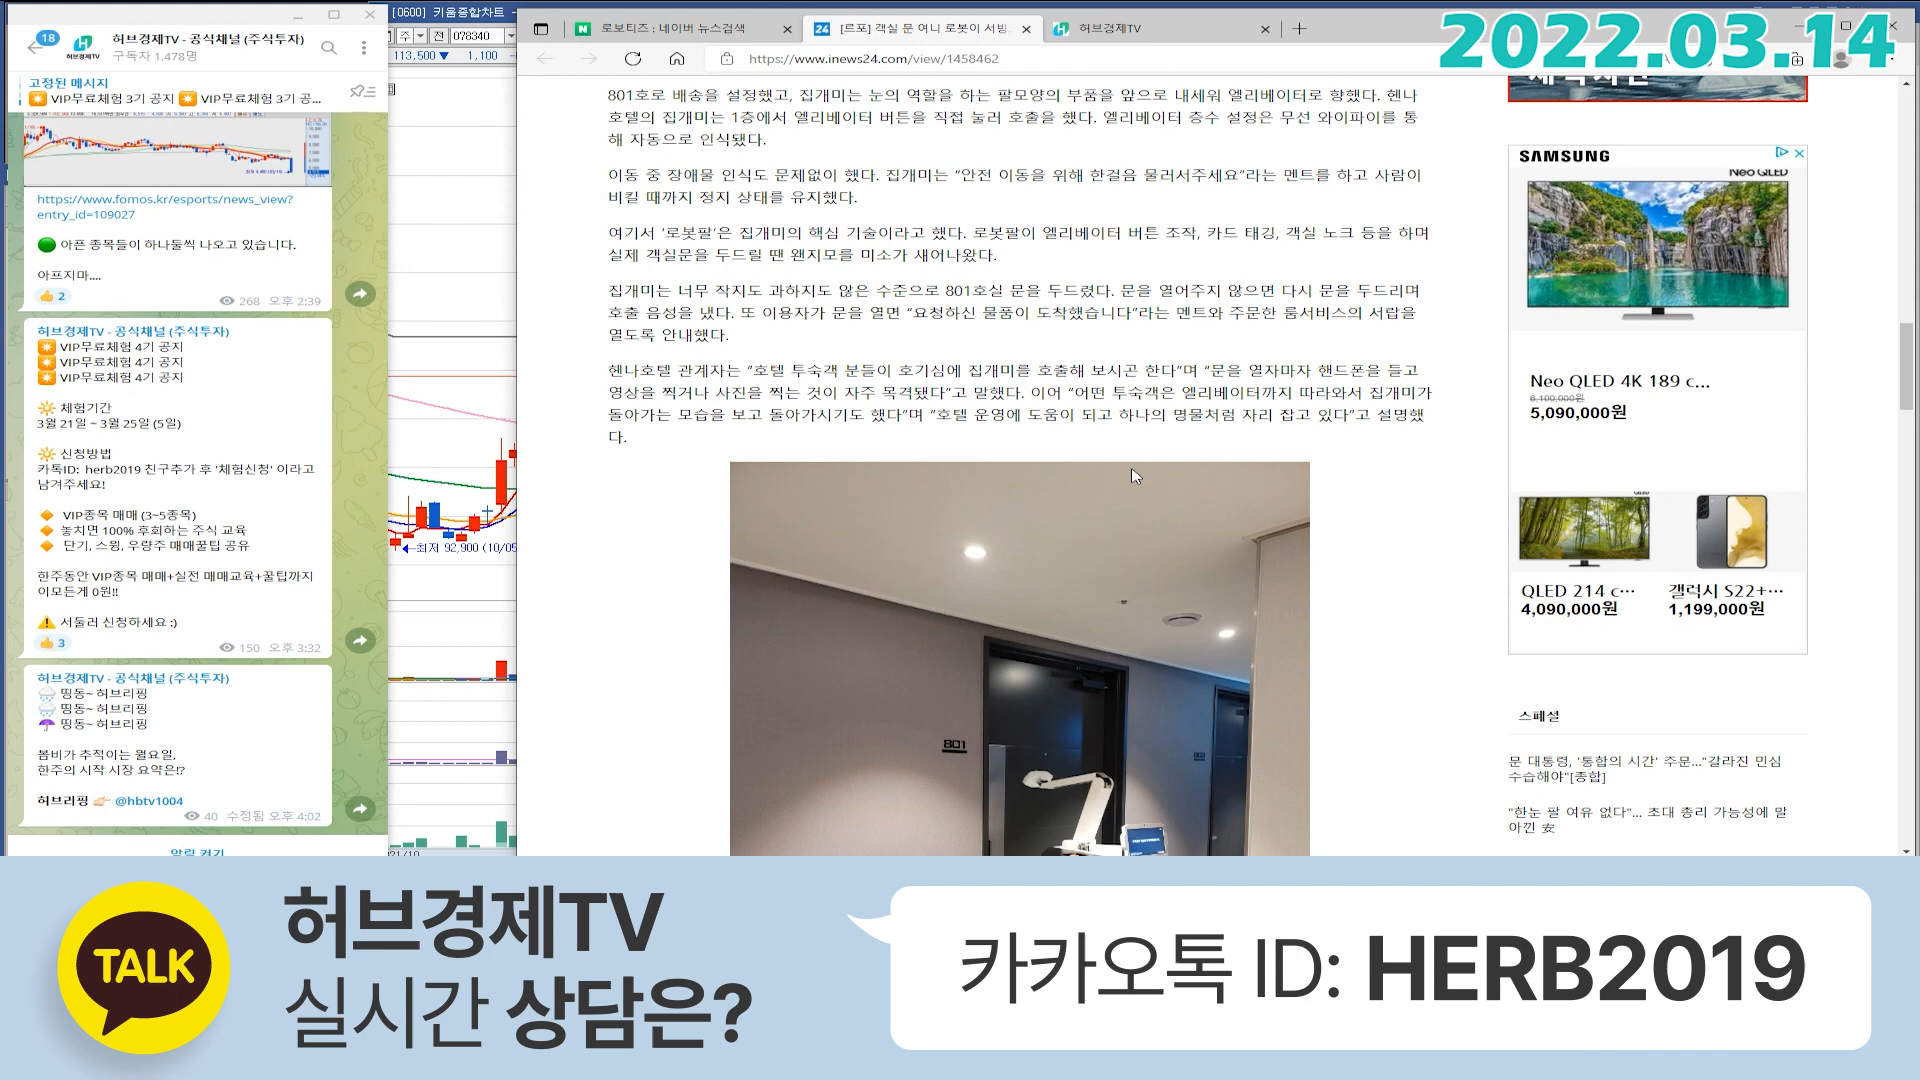 18
허브경제TV - 공식채널 (주식투자)
구독자 1,478명
고정된 메시지
VIP무료체험 3기 공지 VIP무료체험 3기 공...
https://www.fomos.kr/esports/news_view?
entry_id=109027
아픈 종목들이 하나둘씩 나오고 있습니다.
아프지마....
2
268 오후 2:39
허브경제TV - 공식채널 (주식투자)
VIP무료체험 4기 공지
VIP무료체험 4기 공지
VIP무료체험 4기 공지
체험기간
3월 21일 ~ 3월 25일 (5일)
신청방법
카톡ID: herb2019 친구추가 후 '체험신청' 이라고
남겨주세요!
VIP종목 매매 (3~5종목)
놓치면 100% 후회하는 주식 교육
단기, 스윙, 우량주 매매꿀팁 공유
한주동안 VIP종목 매매+실전 매매교육+꿀팁까지
이모든게 0원!!
서둘러 신청하세요 :)
3
150 오후 3:32
허브경제TV - 공식채널 (주식투자)
띵동~ 허브리핑
띵동~ 허브리핑
띵동~ 허브리핑
봄비가 추적이는 월요일,
한주의 시작 시장 요약은!?
허브리핑 @hbtv1004
40 수정됨 오후 4:02
알림 켜기
[0600] 키움종합차트
주 전 078340
113,500▼ 1,100
최저 92,900 (10/05
로보티즈 : 네이버 뉴스검색
[르포] 객실 문 여니 로봇이 서빙
허브경제TV
https://www.inews24.com/view/1458462
2022.03.14
801호로 배송을 설정했고, 집개미는 눈의 역할을 하는 팔모양의 부품을 앞으로 내세워 엘리베이터로 향했다. 헨나
호텔의 집개미는 1층에서 엘리베이터 버튼을 직접 눌러 호출을 했다. 엘리베이터 층수 설정은 무선 와이파이를 통
해 자동으로 인식됐다.
이동 중 장애물 인식도 문제없이 했다. 집개미는 “안전 이동을 위해 한걸음 물러서주세요”라는 멘트를 하고 사람이
비킬 때까지 정지 상태를 유지했다.
여기서 ‘로봇팔’은 집개미의 핵심 기술이라고 했다. 로봇팔이 엘리베이터 버튼 조작, 카드 태깅, 객실 노크 등을 하며
실제 객실문을 두드릴 땐 왠지모를 미소가 새어나왔다.
집개미는 너무 작지도 과하지도 않은 수준으로 801호실 문을 두드렸다. 문을 열어주지 않으면 다시 문을 두드리며
호출 음성을 냈다. 또 이용자가 문을 열면 “요청하신 물품이 도착했습니다”라는 멘트와 주문한 룸서비스의 서랍을
열도록 안내했다.
헨나호텔 관계자는 “호텔 투숙객 분들이 호기심에 집개미를 호출해 보시곤 한다”며 “문을 열자마자 핸드폰을 들고
영상을 찍거나 사진을 찍는 것이 자주 목격됐다”고 말했다. 이어 “어떤 투숙객은 엘리베이터까지 따라와서 집개미가
돌아가는 모습을 보고 돌아가시기도 했다”며 “호텔 운영에 도움이 되고 하나의 명물처럼 자리 잡고 있다”고 설명했
다.
801
SAMSUNG
Neo QLED
Neo QLED 4K 189 c...
6,100,000원
5,090,000원
QLED 214 c...
4,090,000원
갤럭시 S22+...
1,199,000원
스페셜
문 대통령, '통합의 시간' 주문..."갈라진 민심
수습해야"[종합]
"한눈 팔 여유 없다"... 초대 총리 가능성에 말
아낀 安
TALK
허브경제TV
실시간 상담은?
카카오톡 ID: HERB2019